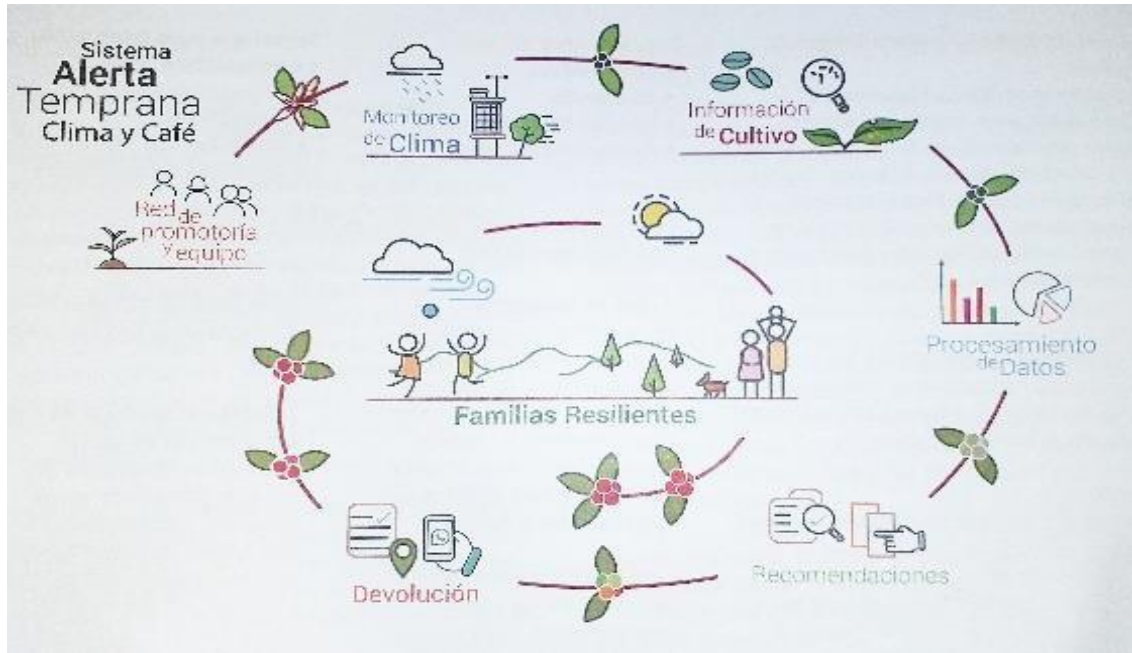 Sistema
Alerta
Temprana
Clima y Café
Monitoreo
de Clima
Información
de Cultivo
Red de
promotoría
y equipo
Procesamiento
de Datos
Familias Resilientes
Devolución
Recomendaciones